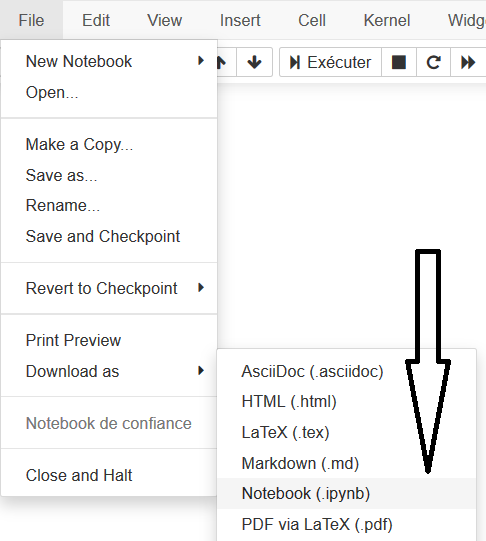 File Edit View Insert Cell Kernel Widg
New Notebook
Exécuter
Open...
Make a Copy...
Save as...
Rename...
Save and Checkpoint
Revert to Checkpoint
Print Preview
Download as
Notebook de confiance
Close and Halt
AsciiDoc (.asciidoc)
HTML (.html)
LaTeX (.tex)
Markdown (.md)
Notebook (.ipynb)
PDF via LaTeX (.pdf)